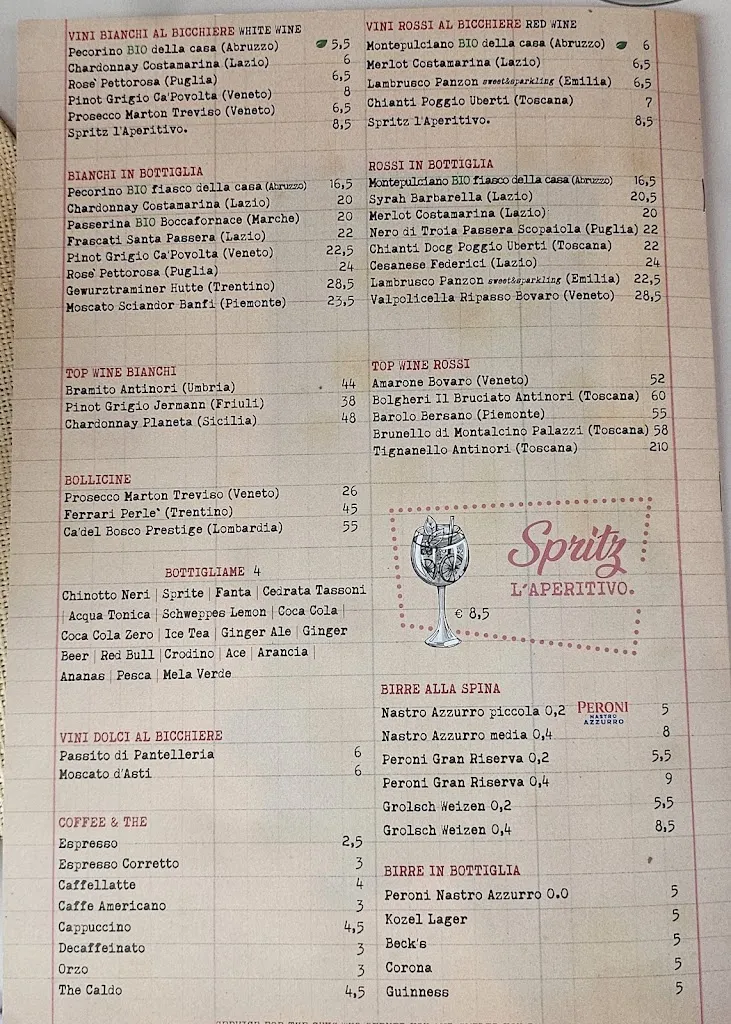 VINI BIANCHI AL BICCHIERE WHITE WINE
Pecorino BIO della casa (Abruzzo) 5,5
Chardonnay Costamarina (Lazio) 6
Rose` Pettorosa (Puglia) 6,5
Pinot Grigio Ca'Povolta (Veneto) 8
Prosecco Marton Treviso (Veneto) 6,5
Spritz l'Aperitivo. 8,5
BIANCHI IN BOTTIGLIA
Pecorino BIO fiasco della casa (Abruzzo) 16,5
Chardonnay Costamarina (Lazio) 20
Passerina BIO Boccafornace (Marche) 20
Frascati Santa Passera (Lazio) 22
Pinot Grigio Ca'Povolta (Veneto) 22,5
Rose` Pettorosa (Puglia) 24
Gewurztraminer Hutte (Trentino) 28,5
Moscato Sciandor Banfi (Piemonte) 23,5
TOP WINE BIANCHI
Bramito Antinori (Umbria) 44
Pinot Grigio Jermann (Friuli) 38
Chardonnay Planeta (Sicilia) 48
BOLLICINE
Prosecco Marton Treviso (Veneto) 26
Ferrari Perle` (Trentino) 45
Ca'del Bosco Prestige (Lombardia) 55
BOTTIGLIAME 4
Chinotto Neri | Sprite | Fanta | Cedrata Tassoni
| Acqua Tonica | Schweppes Lemon | Coca Cola |
Coca Cola Zero | Ice Tea | Ginger Ale | Ginger
Beer | Red Bull | Crodino | Ace | Arancia |
Ananas | Pesca | Mela Verde
VINI DOLCI AL BICCHIERE
Passito di Pantelleria 6
Moscato d'Asti 6
COFFEE & THE
Espresso 2,5
Espresso Corretto 3
Caffellatte 4
Caffe Americano 3
Cappuccino 4,5
Decaffeinato 3
Orzo 3
The Caldo 4,5
VINI ROSSI AL BICCHIERE RED WINE
Montepulciano BIO della casa (Abruzzo) 6
Merlot Costamarina (Lazio) 6,5
Lambrusco Panzon sweet&sparkling (Emilia) 6,5
Chianti Poggio Uberti (Toscana) 7
Spritz l'Aperitivo. 8,5
ROSSI IN BOTTIGLIA
Montepulciano BIO fiasco della casa (Abruzzo) 16,5
Syrah Barbarella (Lazio) 20,5
Merlot Costamarina (Lazio) 20
Nero di Troia Passera Scopaiola (Puglia) 22
Chianti Docg Poggio Uberti (Toscana) 22
Cesanese Federici (Lazio) 24
Lambrusco Panzon sweet&sparkling (Emilia) 22,5
Valpolicella Ripasso Bovaro (Veneto) 28,5
TOP WINE ROSSI
Amarone Bovaro (Veneto) 52
Bolgheri Il Bruciato Antinori (Toscana) 60
Barolo Bersano (Piemonte) 55
Brunello di Montalcino Palazzi (Toscana) 58
Tignanello Antinori (Toscana) 210
Spritz
L'APERITIVO.
€ 8,5
BIRRE ALLA SPINA
Nastro Azzurro piccola 0,2 PERONI NASTRO AZZURRO 5
Nastro Azzurro media 0,4 8
Peroni Gran Riserva 0,2 5,5
Peroni Gran Riserva 0,4 9
Grolsch Weizen 0,2 5,5
Grolsch Weizen 0,4 8,5
BIRRE IN BOTTIGLIA
Peroni Nastro Azzurro 0.0 5
Kozel Lager 5
Beck's 5
Corona 5
Guinness 5